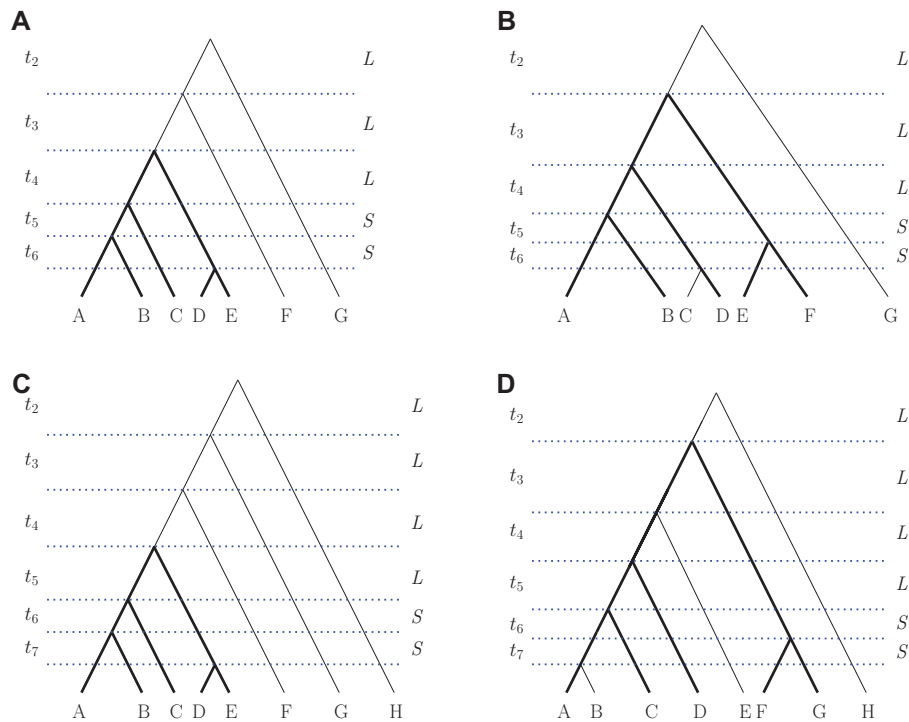 A
t2 L
t3 L
t4 L
t5 S
t6 S
A B C D E F G
B
t2 L
t3 L
t4 L
t5 S
t6 S
A B C D E F G
C
t2 L
t3 L
t4 L
t5 L
t6 S
t7 S
A B C D E F G H
D
t2 L
t3 L
t4 L
t5 L
t6 S
t7 S
A B C D E F G H